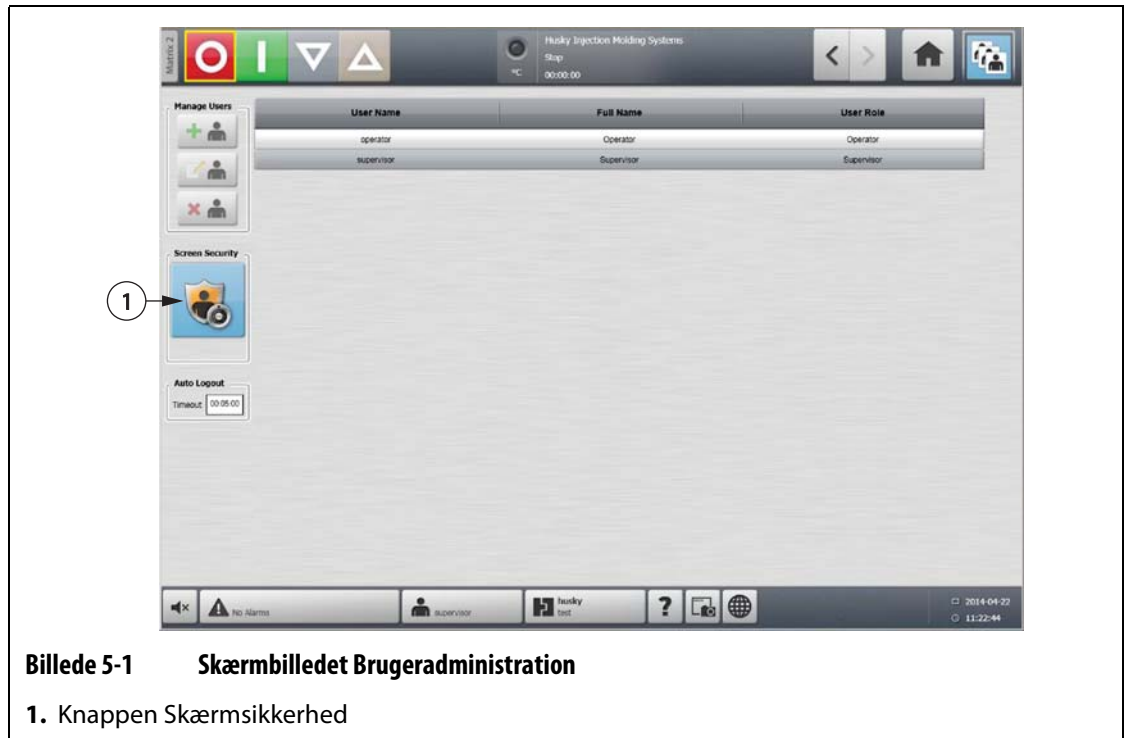 Matrix 2
Husky Injection Molding Systems
Stop
°C 00:00:00
Manage Users
User Name Full Name User Role
operator Operator Operator
supervisor Supervisor Supervisor
Screen Security
1
Auto Logout
Timeout 00:05:00
No Alarms
supervisor
husky
test
?
2014-04-22
11:22:44
Billede 5-1 Skærmbilledet Brugeradministration
1. Knappen Skærmsikkerhed